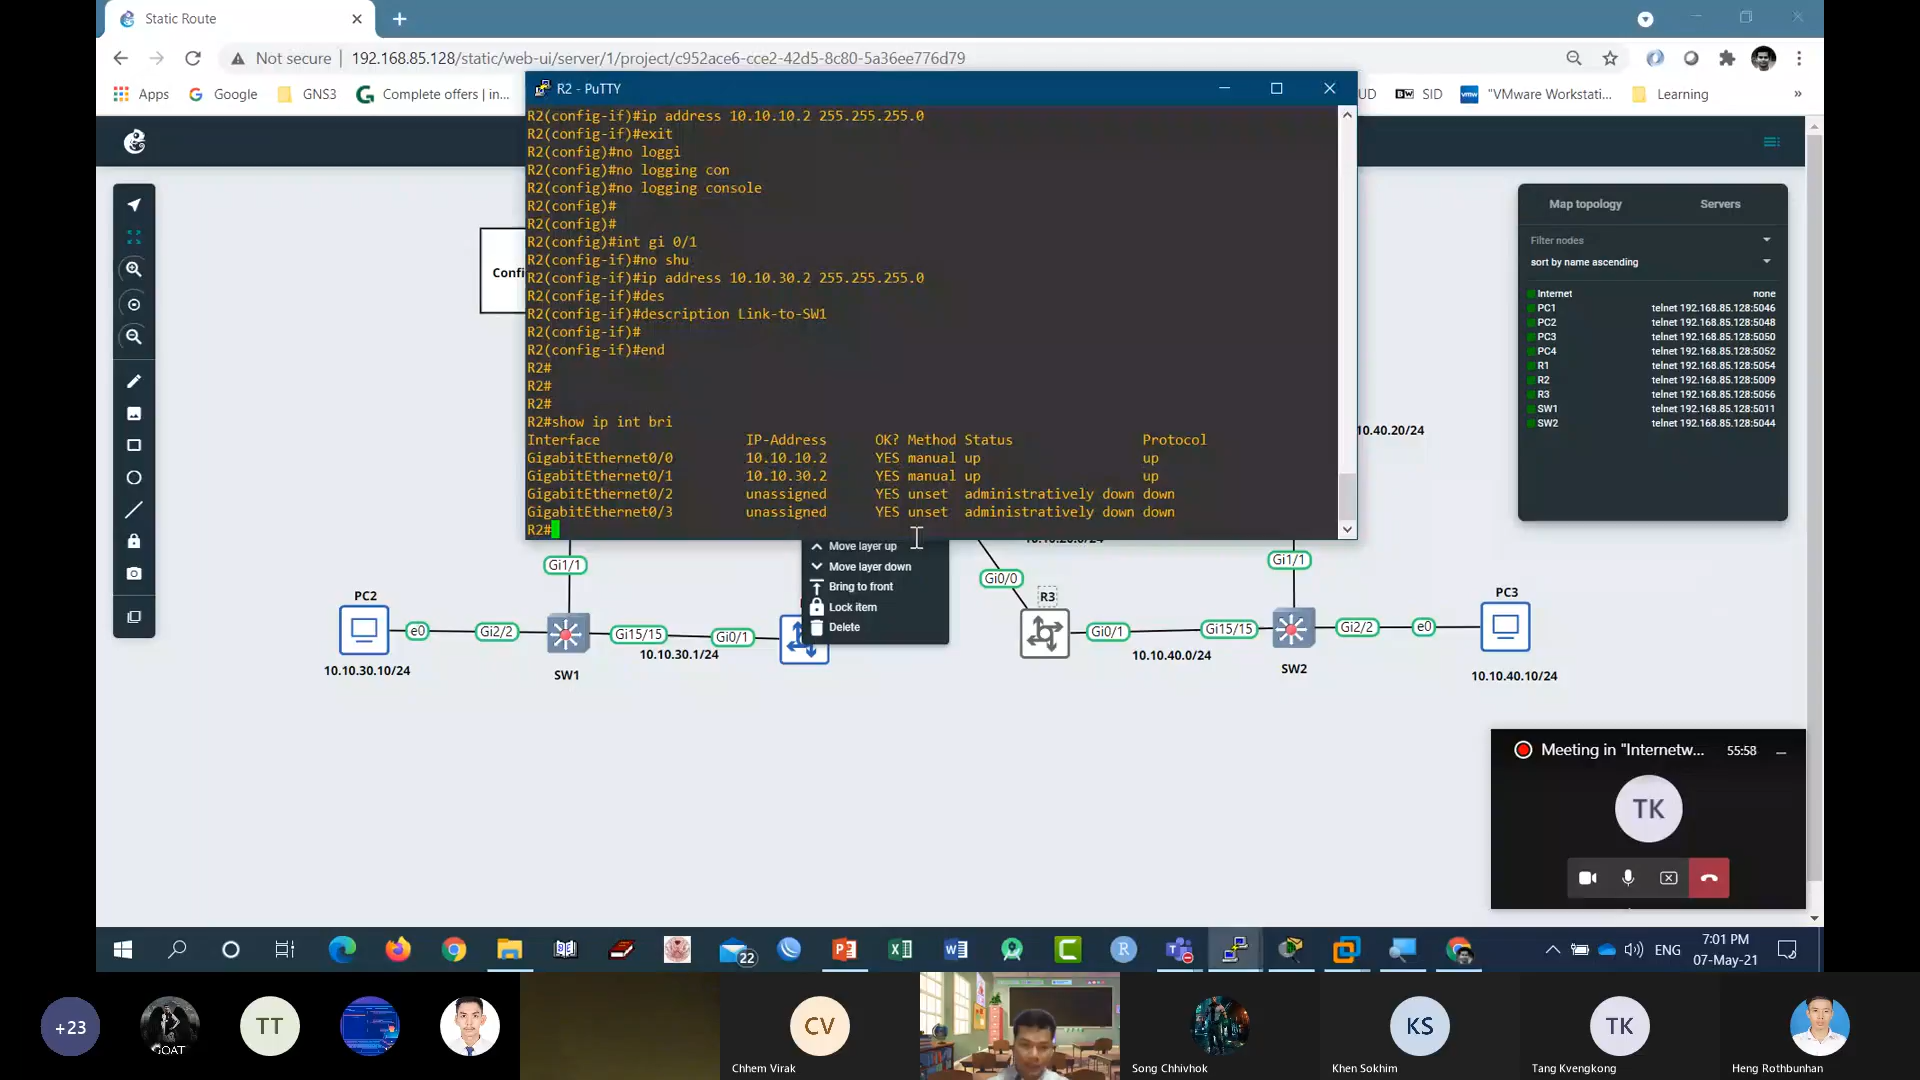 Static Route
Not secure
192.168.85.128/static/web-ui/server/1/project/c952ace6-cce2-42d5-8c80-5a36ee776d79
Apps
Google
GNS3
Complete offers | in...
UD
SID
"VMware Workstati...
Learning
»
R2 - PuTTY
R2(config-if)#ip address 10.10.10.2 255.255.255.0
R2(config-if)#exit
R2(config)#no loggi
R2(config)#no logging con
R2(config)#no logging console
R2(config)#
R2(config)#
R2(config)#int gi 0/1
R2(config-if)#no shu
R2(config-if)#ip address 10.10.30.2 255.255.255.0
R2(config-if)#des
R2(config-if)#description Link-to-SW1
R2(config-if)#
R2(config-if)#end
R2#
R2#
R2#
R2#show ip int bri
Interface IP-Address OK? Method Status Protocol
GigabitEthernet0/0 10.10.10.2 YES manual up up
GigabitEthernet0/1 10.10.30.2 YES manual up up
GigabitEthernet0/2 unassigned YES unset administratively down down
GigabitEthernet0/3 unassigned YES unset administratively down down
R2#
Confi
Map topology
Servers
Filter nodes
sort by name ascending
Internet none
PC1 telnet 192.168.85.128:5046
PC2 telnet 192.168.85.128:5048
PC3 telnet 192.168.85.128:5050
PC4 telnet 192.168.85.128:5052
R1 telnet 192.168.85.128:5054
R2 telnet 192.168.85.128:5009
R3 telnet 192.168.85.128:5056
SW1 telnet 192.168.85.128:5011
SW2 telnet 192.168.85.128:5044
0.40.20/24
Move layer up
Move layer down
Bring to front
Lock item
Delete
Gi1/1
Gi0/0
Gi1/1
PC2
R3
PC3
e0
Gi2/2
Gi15/15
Gi0/1
Gi0/1
Gi15/15
Gi2/2
e0
10.10.30.1/24
10.10.40.0/24
10.10.30.10/24
SW1
SW2
10.10.40.10/24
Meeting in "Internetw...
55:58
TK
22
ENG
7:01 PM
07-May-21
+23
GOAT
TT
CV
Chhem Virak
Song Chhivhok
KS
Khen Sokhim
TK
Tang Kvengkong
Heng Rothbunhan